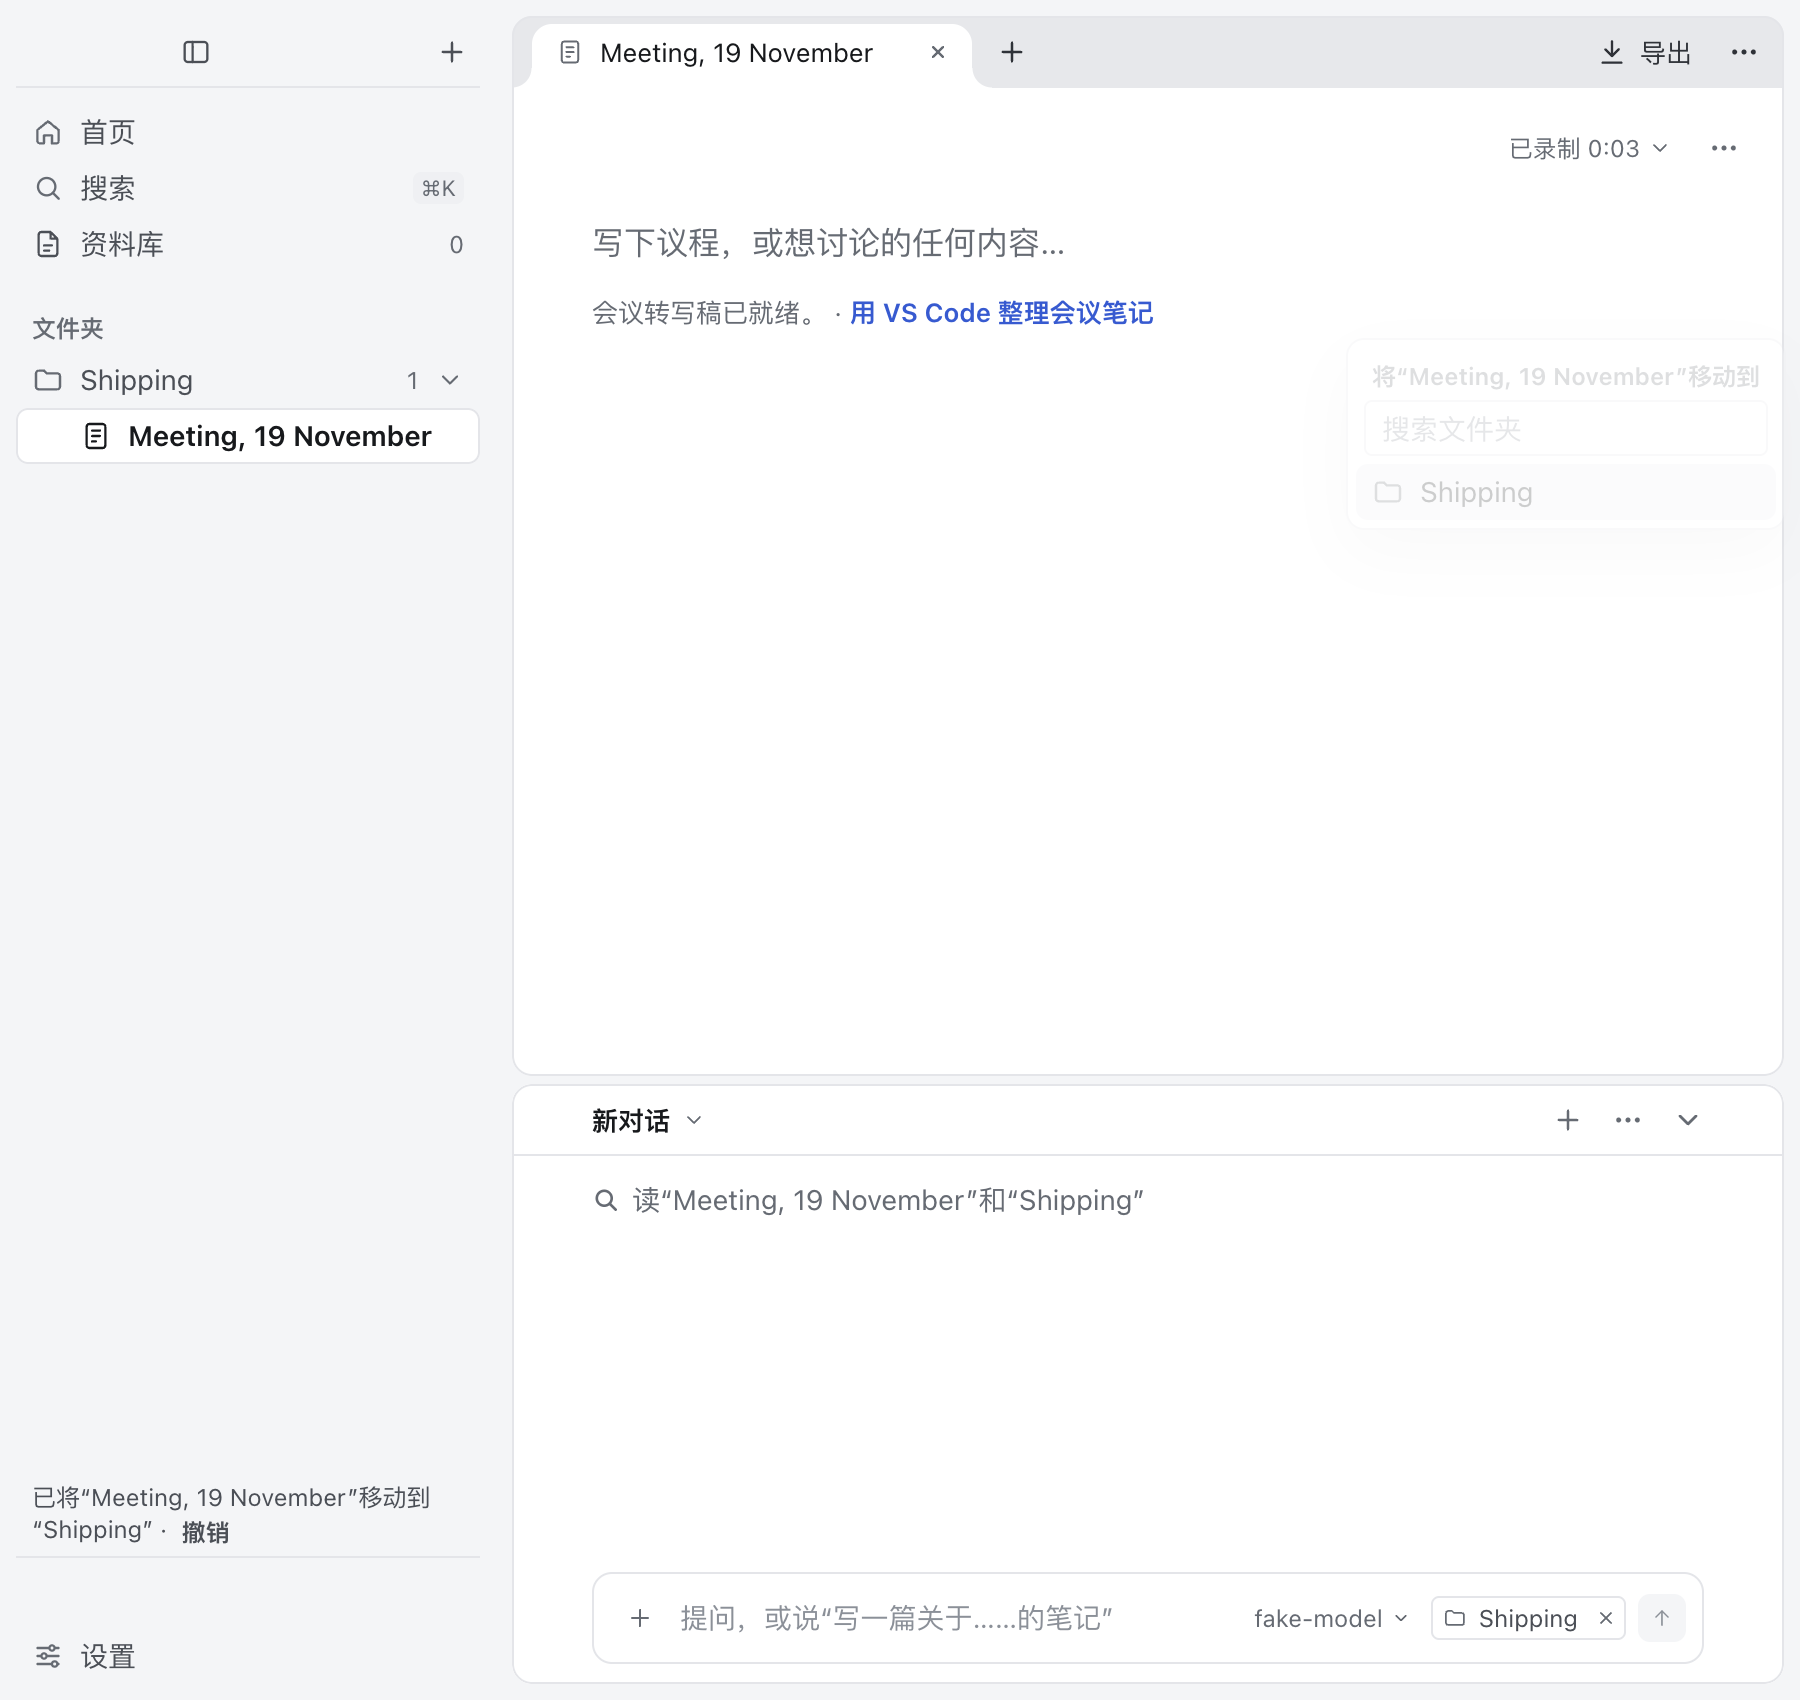 首页
搜索 ⌘K
资料库 0
文件夹
Shipping 1
Meeting, 19 November
已将“Meeting, 19 November”移动到
“Shipping” · 撤销
设置
Meeting, 19 November
导出
已录制 0:03
写下议程，或想讨论的任何内容...
会议转写稿已就绪。 · 用 VS Code 整理会议笔记
将“Meeting, 19 November”移动到
搜索文件夹
Shipping
新对话
读“Meeting, 19 November”和“Shipping”
提问，或说“写一篇关于……的笔记”
fake-model
Shipping